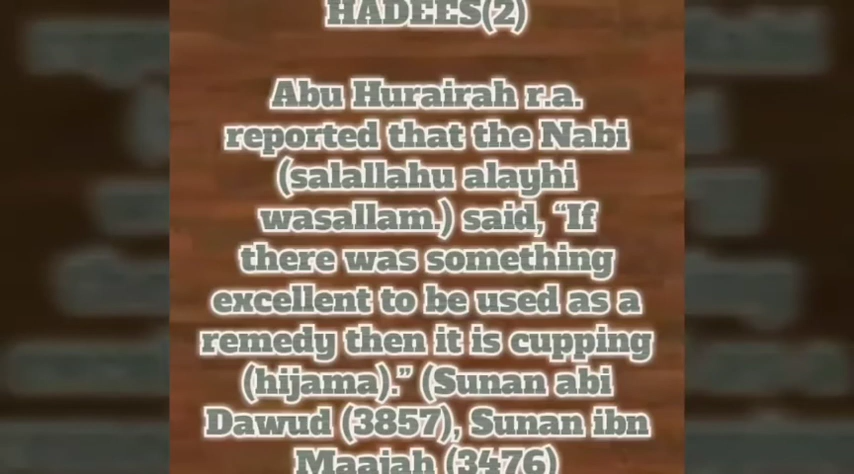 HADEES(2)
Abu Hurairah r.a.
reported that the Nabi
(salallahu alayhi
wasallam.) said, “If
there was something
excellent to be used as a
remedy then it is cupping
(hijama).” (Sunan abi
Dawud (3857), Sunan ibn
Maajah (3476)